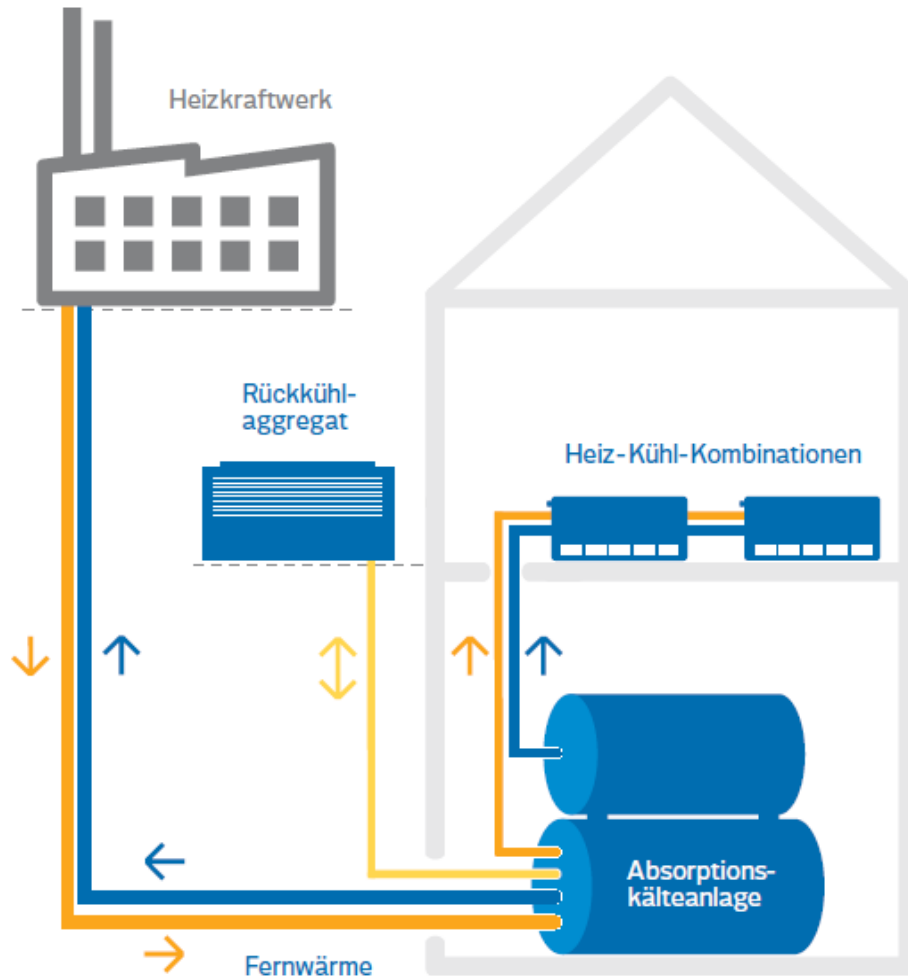 Heizkraftwerk
Rückkühl-
aggregat
Heiz-Kühl-Kombinationen
Absorptions-
kälteanlage
Fernwärme